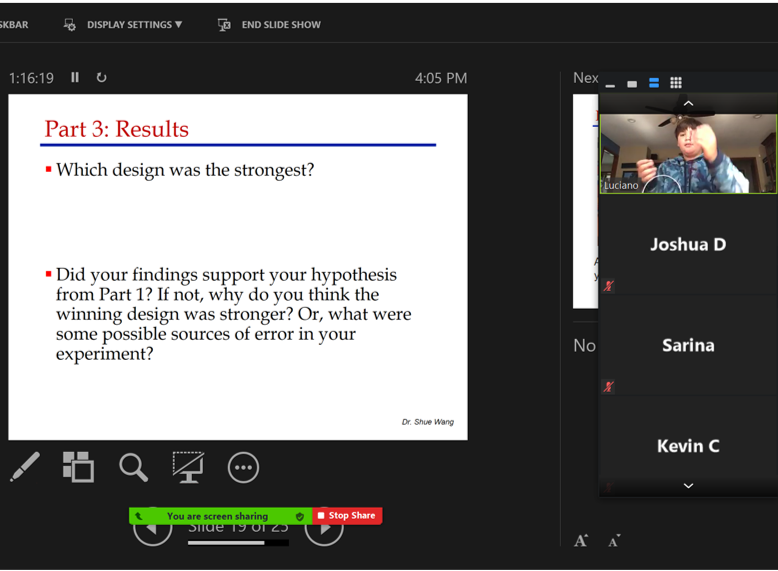 SKBAR
DISPLAY SETTINGS ▼
END SLIDE SHOW
1:16:19
4:05 PM
Part 3: Results
▪ Which design was the strongest?
▪ Did your findings support your hypothesis
from Part 1? If not, why do you think the
winning design was stronger? Or, what were
some possible sources of error in your
experiment?
Dr. Shue Wang
You are screen sharing
Stop Share
Slide 19 of 25
Nex
No
A A
Luciano
Joshua D
Sarina
Kevin C